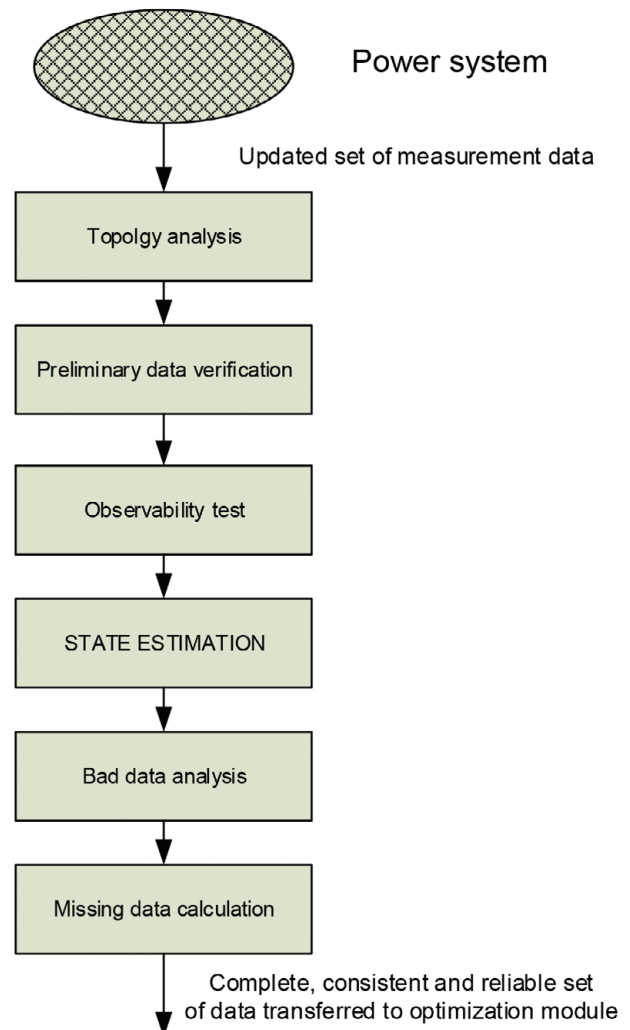 Power system
Updated set of measurement data
Topolgy analysis
Preliminary data verification
Observability test
STATE ESTIMATION
Bad data analysis
Missing data calculation
Complete, consistent and reliable set
of data transferred to optimization module